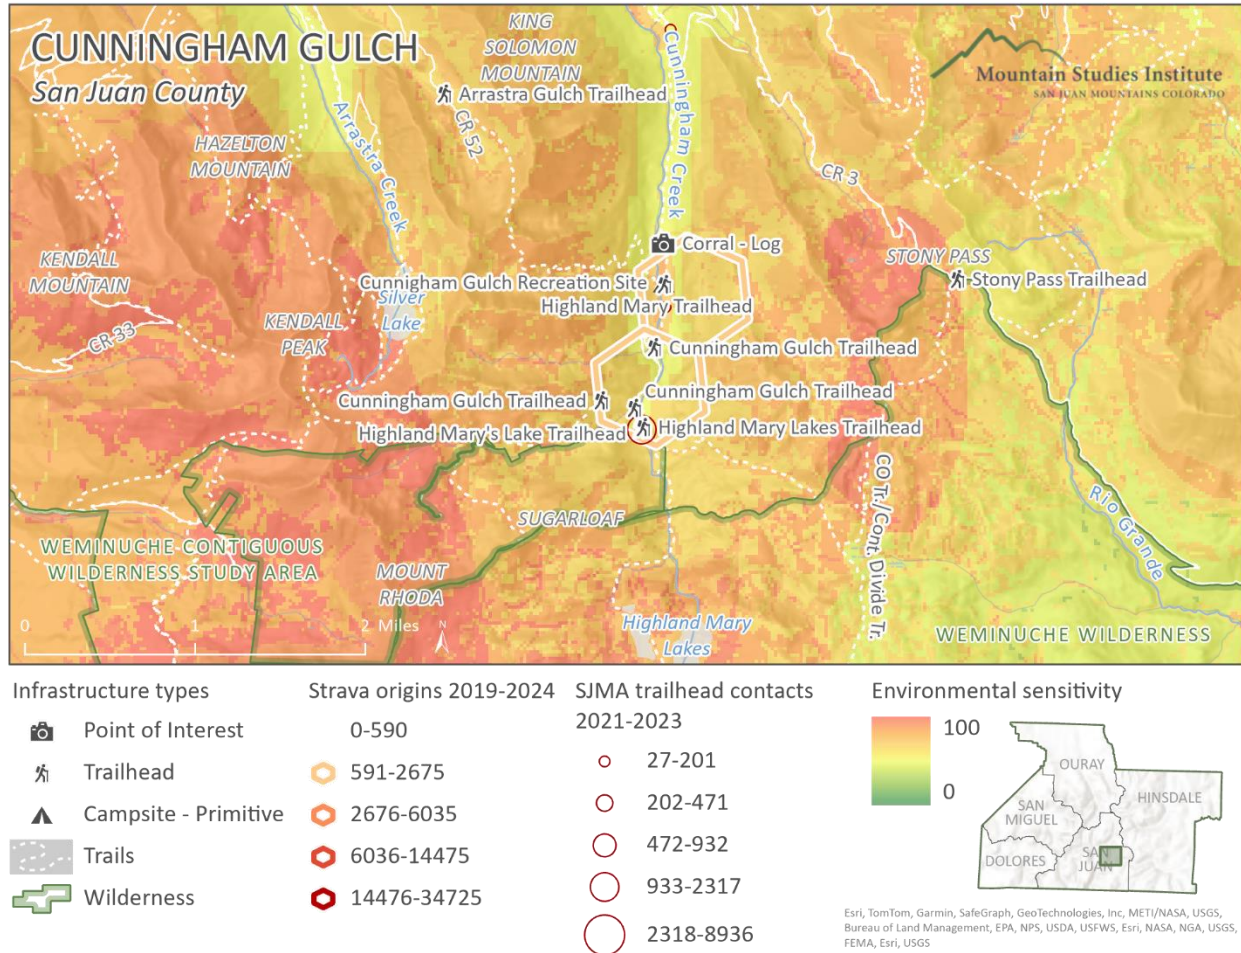 CUNNINGHAM GULCH
San Juan County
KING
SOLOMON
MOUNTAIN
Arrastra Gulch Trailhead
CR 52
Cunningham Creek
Mountain Studies Institute
SAN JUAN MOUNTAINS COLORADO
HAZELTON
MOUNTAIN
Arrastra Creek
CR 3
KENDALL
MOUNTAIN
CR 33
KENDALL
PEAK
Silver
Lake
Corral - Log
Cunnigham Gulch Recreation Site
Highland Mary Trailhead
STONY PASS
Stony Pass Trailhead
Cunningham Gulch Trailhead
Cunningham Gulch Trailhead
Cunningham Gulch Trailhead
Highland Mary's Lake Trailhead
Highland Mary Lakes Trailhead
CO Tr./Cont. Divide Tr.
Rio Grande
SUGARLOAF
WEMINUCHE CONTIGUOUS
WILDERNESS STUDY AREA
MOUNT
RHODA
Highland Mary
Lakes
WEMINUCHE WILDERNESS
0 1 2 Miles
N
Infrastructure types
Point of Interest
Trailhead
Campsite - Primitive
Trails
Wilderness
Strava origins 2019-2024
0-590
591-2675
2676-6035
6036-14475
14476-34725
SJMA trailhead contacts
2021-2023
27-201
202-471
472-932
933-2317
2318-8936
Environmental sensitivity
100
0
OURAY
HINSDALE
SAN
MIGUEL
DOLORES
SAN
JUAN
Esri, TomTom, Garmin, SafeGraph, GeoTechnologies, Inc, METI/NASA, USGS,
Bureau of Land Management, EPA, NPS, USDA, USFWS, Esri, NASA, NGA, USGS,
FEMA, Esri, USGS